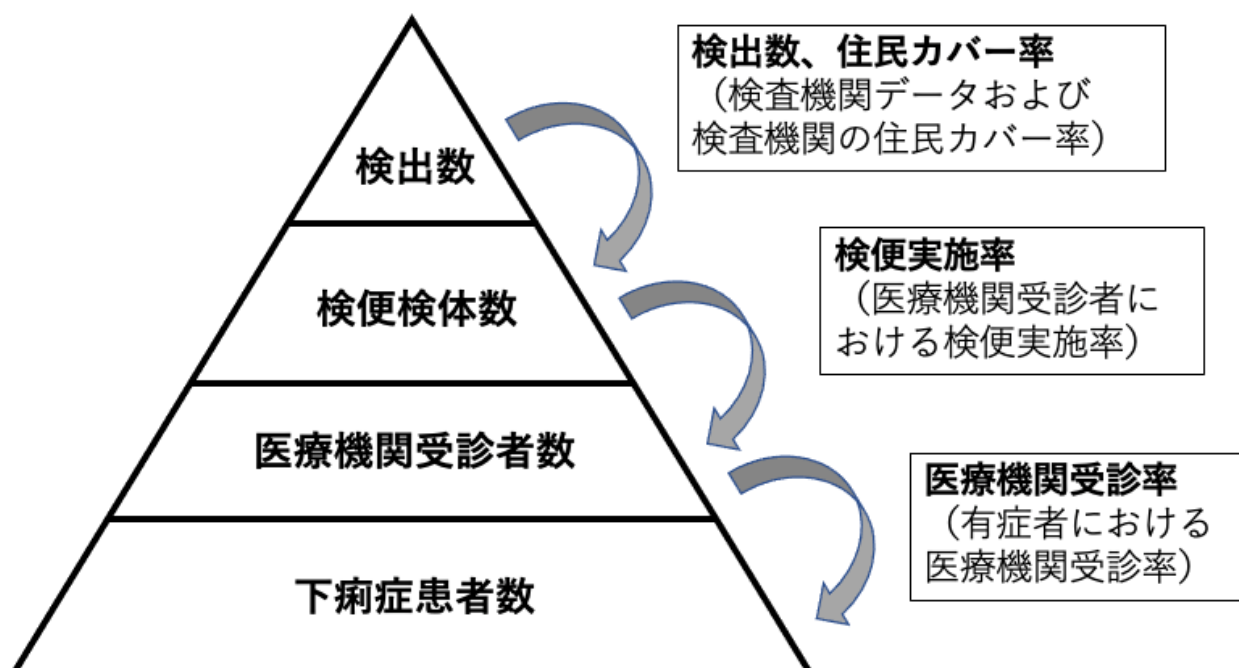 検出数、住民カバー率
（検査機関データおよび
検査機関の住民カバー率）
検出数
検便実施率
（医療機関受診者に
おける検便実施率）
検便検体数
医療機関受診者数
医療機関受診率
（有症者における
医療機関受診率）
下痢症患者数